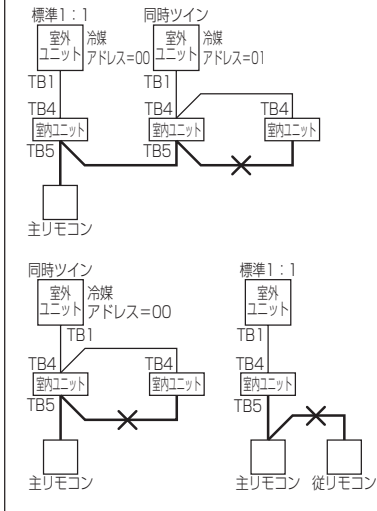 標準1：1
同時ツイン
室外
ユニット
冷媒
アドレス=00
室外
ユニット
冷媒
アドレス=01
TB1
TB1
TB4
TB4
TB4
室内ユニット
室内ユニット
室内ユニット
TB5
TB5
主リモコン
同時ツイン
標準1：1
室外
ユニット
冷媒
アドレス=00
室外
ユニット
TB1
TB1
TB4
TB4
TB4
室内ユニット
室内ユニット
室内ユニット
TB5
TB5
主リモコン
主リモコン
従リモコン